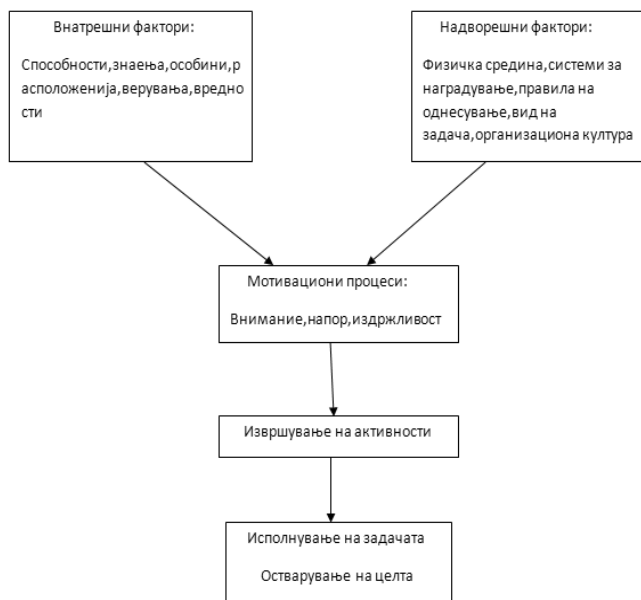 Внатрешни фактори:
Способности,знаења,особини,р
асположенија,верувања,вредно
сти
Надворешни фактори:
Физичка средина,системи за
наградување,правила на
однесување,вид на
задача,организациона култура
Мотивациони процеси:
Внимание,напор,издржливост
Извршување на активности
Исполнување на задачата
Остварување на целта